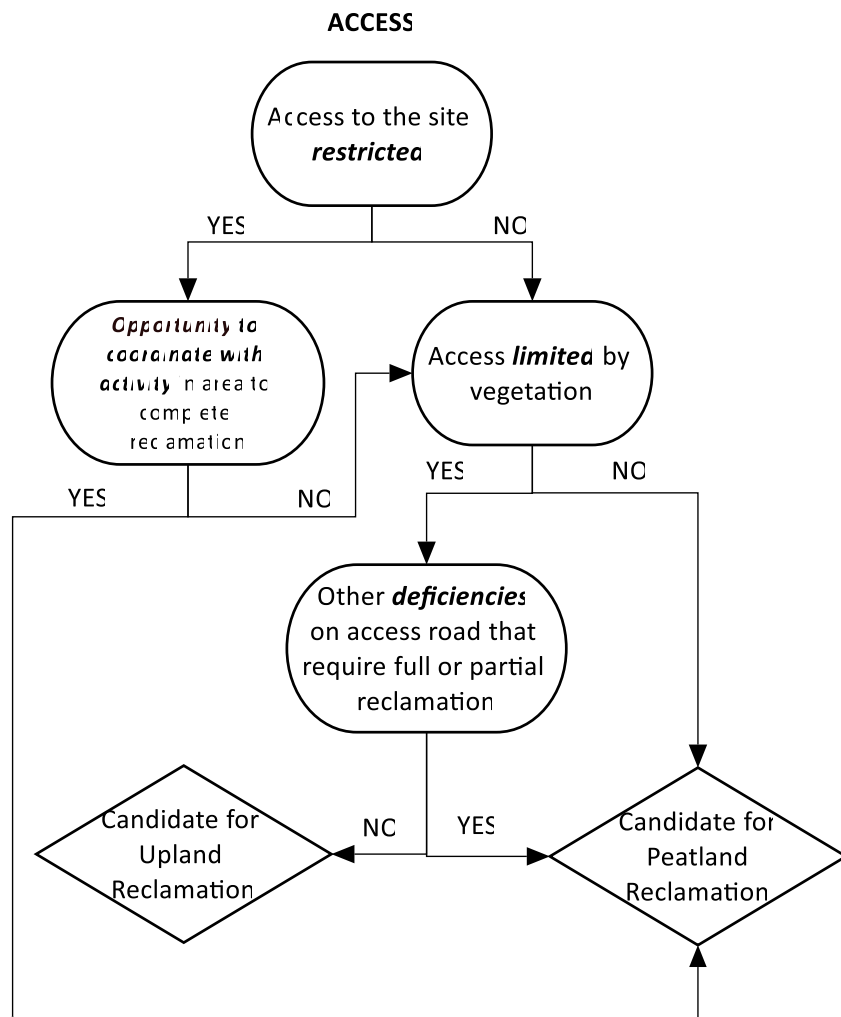 ACCESS
Access to the site
restricted
YES
NO
Opportunity to
coordinate with
activity in area to
complete
reclamation
Access limited by
vegetation
YES
NO
YES
NO
Other deficiencies
on access road that
require full or partial
reclamation
NO
YES
Candidate for
Upland
Reclamation
Candidate for
Peatland
Reclamation